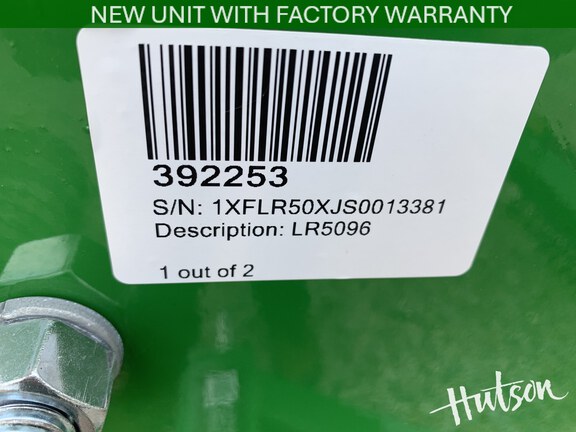 NEW UNIT WITH FACTORY WARRANTY
392253
S/N: 1XFLR50XJS0013381
Description: LR5096
1 out of 2
Hutson